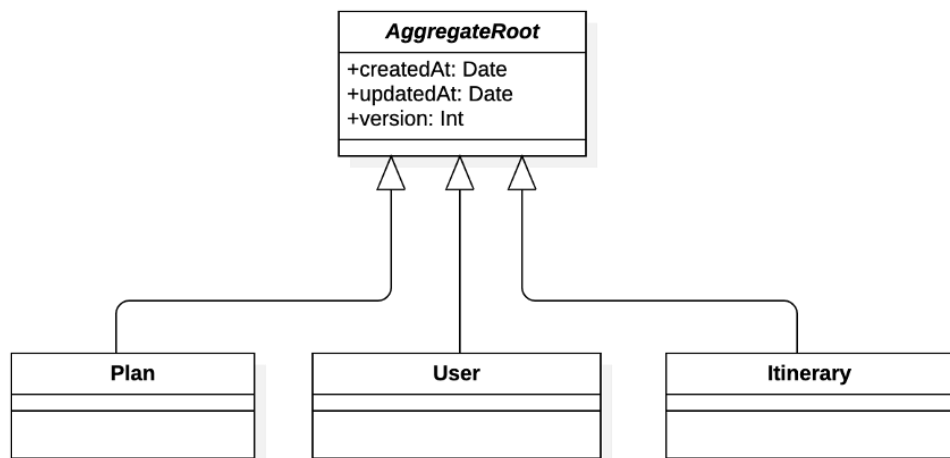 AggregateRoot
+createdAt: Date
+updatedAt: Date
+version: Int
Plan
User
Itinerary